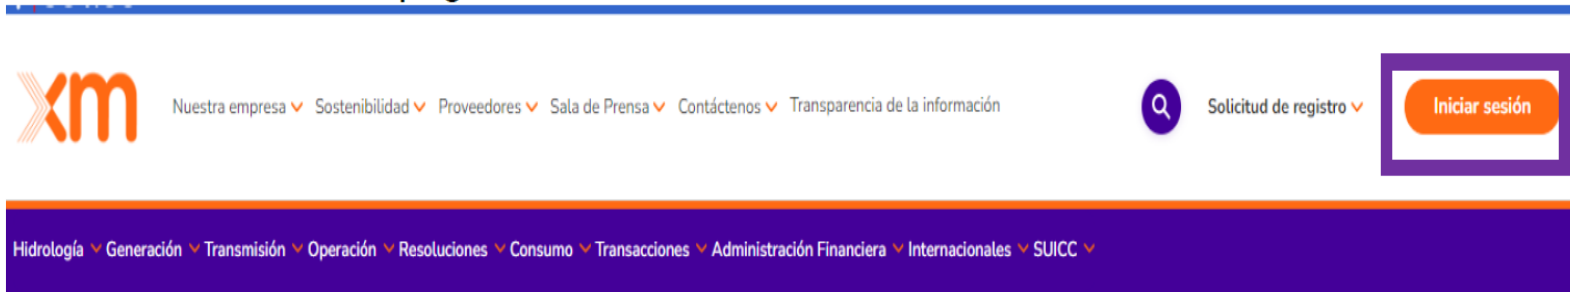 xm
Nuestra empresa Sostenibilidad Proveedores Sala de Prensa Contáctenos Transparencia de la información
Solicitud de registro
Iniciar sesión
Hidrología Generación Transmisión Operación Resoluciones Consumo Transacciones Administración Financiera Internacionales SUICC